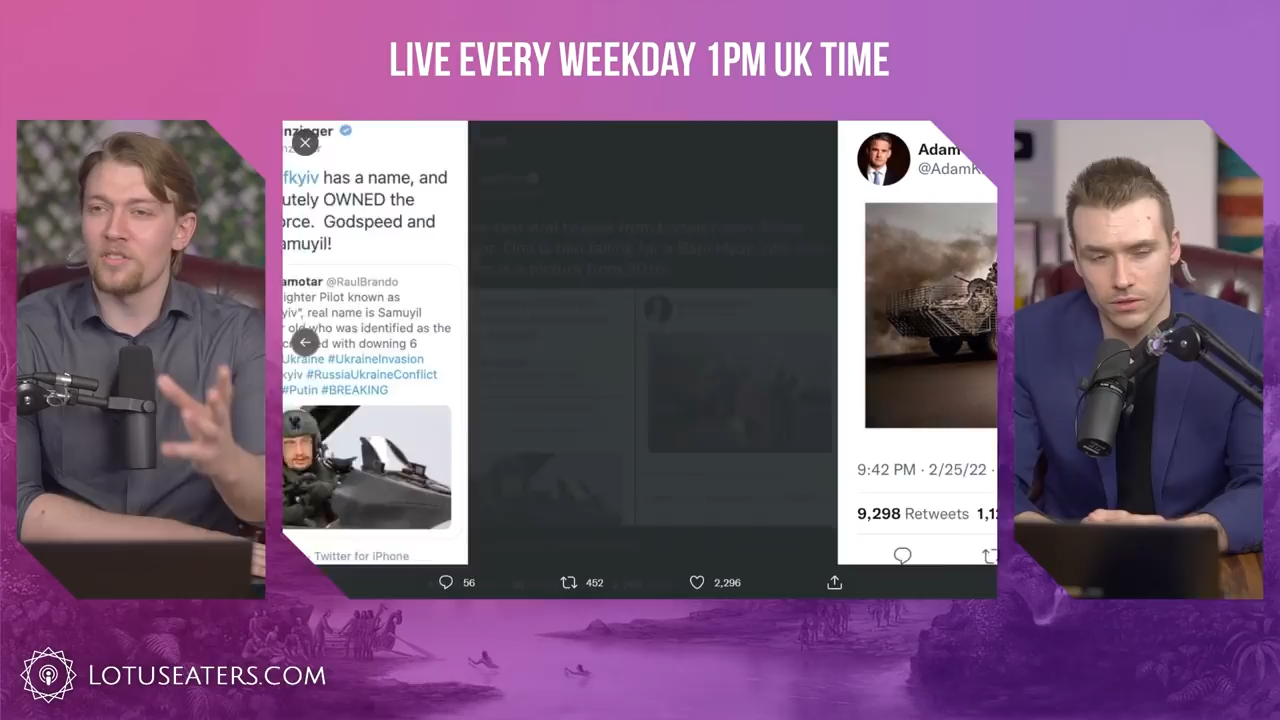 LIVE EVERY WEEKDAY 1PM UK TIME
nzinger
fkyiv has a name, and
utely OWNED the
orce. Godspeed and
amuyil!
amotar @RaulBrando
ighter Pilot known as
yiv", real name is Samuyil
old who was identified as the
with downing 6
Ukraine #UkraineInvasion
kyiv #RussiaUkraineConflict
#Putin #BREAKING
Twitter for iPhone
Adam
@AdamK
9:42 PM · 2/25/22 ·
9,298 Retweets 1,12
56
452
2,296
LOTUSEATERS.COM